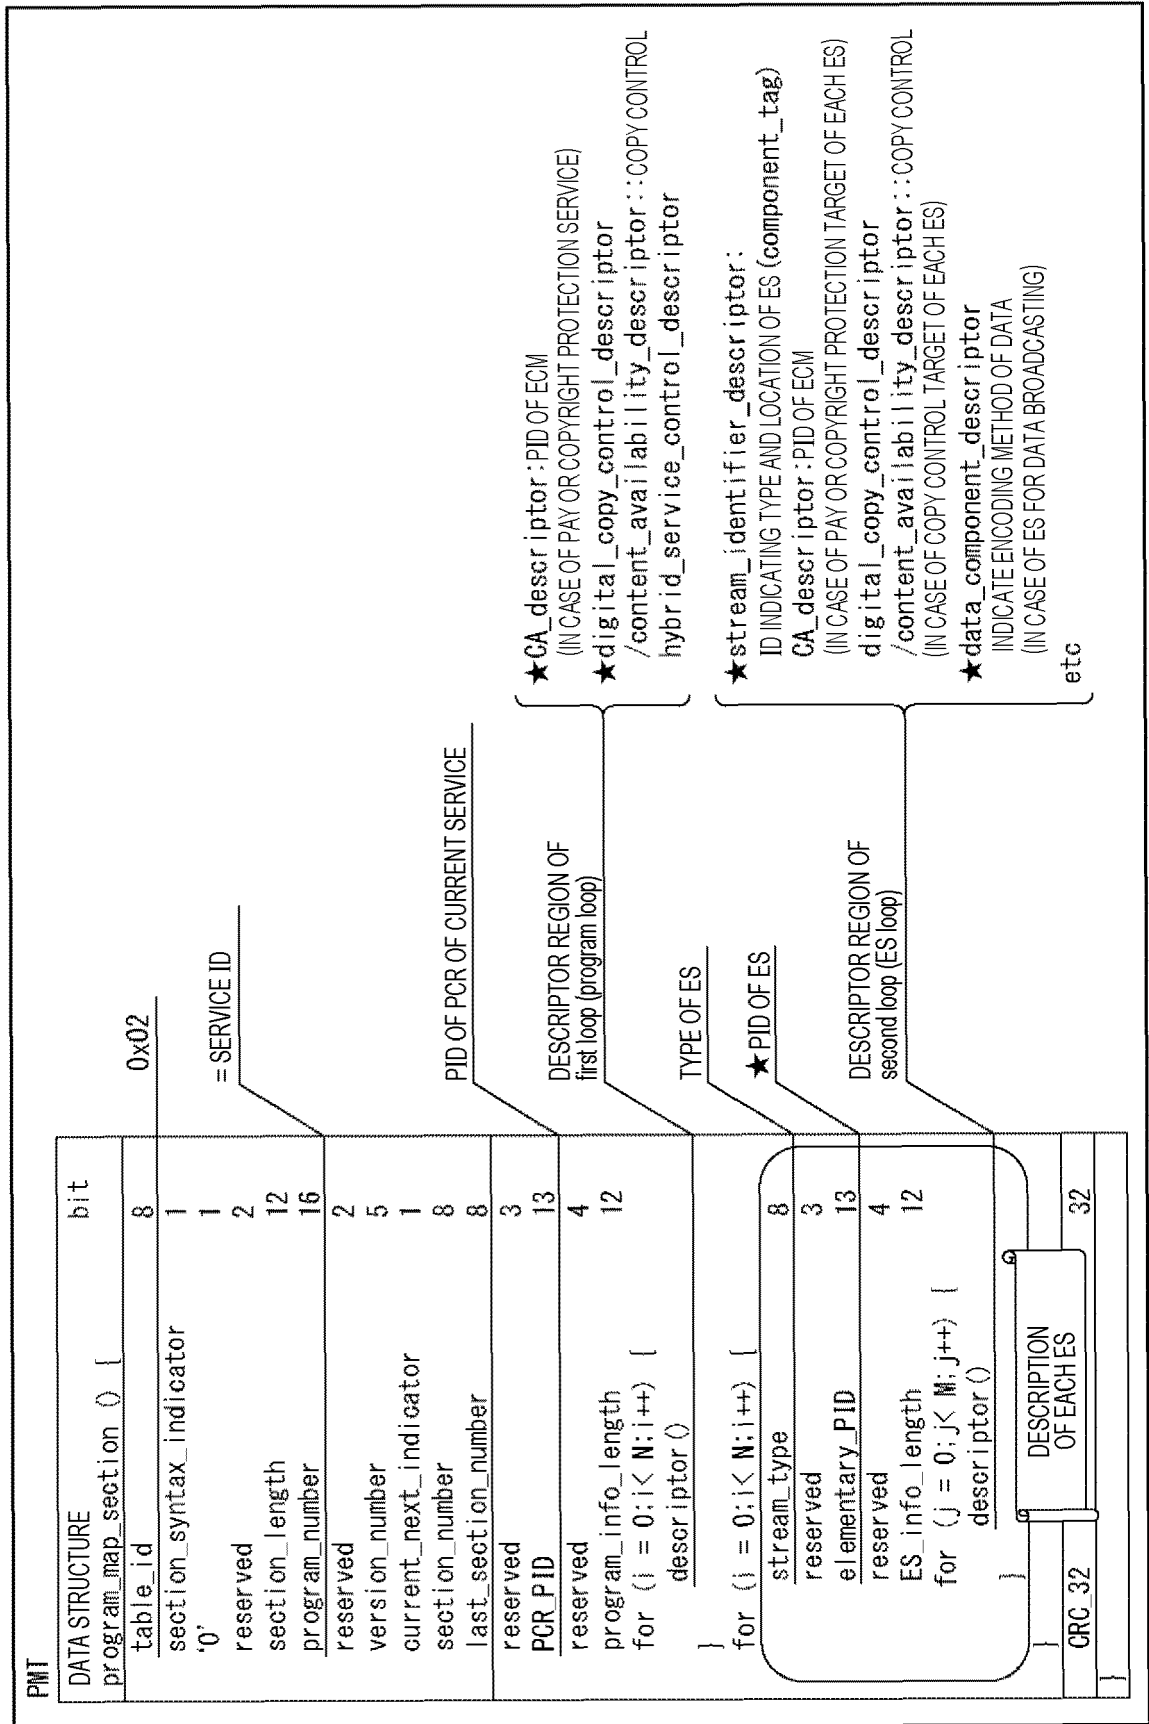 PMT
DATA STRUCTURE bit
program_map_section () {
table_id 8 0x02
section_syntax_indicator 1
'0' 1
reserved 2
section_length 12
program_number 16 = SERVICE ID
reserved 2
version_number 5
current_next_indicator 1
section_number 8
last_section_number 8
reserved 3
PCR_PID 13 PID OF PCR OF CURRENT SERVICE
reserved 4
program_info_length 12
for (i = 0;i< N;i++) {
descriptor()
}
DESCRIPTOR REGION OF
first loop (program loop)
★CA_descriptor:PID OF ECM
(IN CASE OF PAY OR COPYRIGHT PROTECTION SERVICE)
★digital_copy_control_descriptor
/content_availability_descriptor::COPY CONTROL
hybrid_service_control_descriptor
for (i = 0;i< N;i++) {
stream_type 8 TYPE OF ES
reserved 3
elementary_PID 13 ★PID OF ES
reserved 4
ES_info_length 12
for (j = 0;j< M;j++) {
descriptor()
}
DESCRIPTOR REGION OF
second loop (ES loop)
★stream_identifier_descriptor:
ID INDICATING TYPE AND LOCATION OF ES (component_tag)
CA_descriptor:PID OF ECM
(IN CASE OF PAY OR COPYRIGHT PROTECTION TARGET OF EACH ES)
digital_copy_control_descriptor
/content_availability_descriptor::COPY CONTROL
(IN CASE OF COPY CONTROL TARGET OF EACH ES)
★data_component_descriptor
INDICATE ENCODING METHOD OF DATA
(IN CASE OF ES FOR DATA BROADCASTING)
etc
DESCRIPTION
OF EACH ES
}
CRC_32 32
}